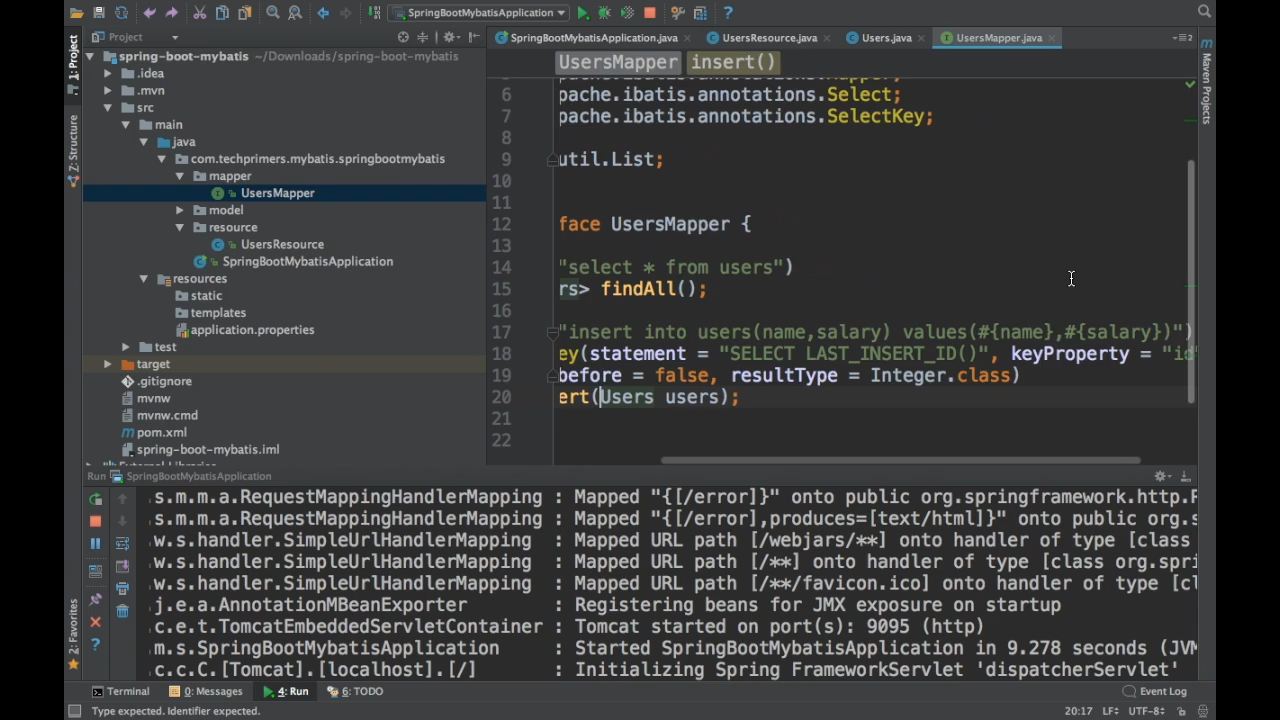 SpringBootMybatisApplication
Project
SpringBootMybatisApplication.java
UsersResource.java
Users.java
UsersMapper.java
2
1: Project
Z: Structure
2: Favorites
Maven Projects
spring-boot-mybatis ~/Downloads/spring-boot-mybatis
.idea
.mvn
src
main
java
com.techprimers.mybatis.springbootmybatis
mapper
UsersMapper
model
resource
UsersResource
SpringBootMybatisApplication
resources
static
templates
application.properties
test
target
.gitignore
mvnw
mvnw.cmd
pom.xml
spring-boot-mybatis.iml
UsersMapper insert()
6 pache.ibatis.annotations.Select;
7 pache.ibatis.annotations.SelectKey;
8
9 util.List;
10
11
12 face UsersMapper {
13
14 "select * from users")
15 rs> findAll();
16
17 "insert into users(name,salary) values(#{name},#{salary})")
18 ey(statement = "SELECT LAST_INSERT_ID()", keyProperty = "id"
19 before = false, resultType = Integer.class)
20 ert(Users users);
21
22
Run SpringBootMybatisApplication
.s.m.m.a.RequestMappingHandlerMapping : Mapped "{[/error]}" onto public org.springframework.http.R
.s.m.m.a.RequestMappingHandlerMapping : Mapped "{[/error],produces=[text/html]}" onto public org.s
.w.s.handler.SimpleUrlHandlerMapping : Mapped URL path [/webjars/**] onto handler of type [class
.w.s.handler.SimpleUrlHandlerMapping : Mapped URL path [/**] onto handler of type [class org.spri
.w.s.handler.SimpleUrlHandlerMapping : Mapped URL path [/**/favicon.ico] onto handler of type [cl
.j.e.a.AnnotationMBeanExporter : Registering beans for JMX exposure on startup
.c.e.t.TomcatEmbeddedServletContainer : Tomcat started on port(s): 9095 (http)
.m.s.SpringBootMybatisApplication : Started SpringBootMybatisApplication in 9.278 seconds (JVM
.c.c.C.[Tomcat].[localhost].[/] : Initializing Spring FrameworkServlet 'dispatcherServlet'
Terminal 0: Messages 4: Run 6: TODO Event Log
Type expected. Identifier expected. 20:17 LF÷ UTF-8÷